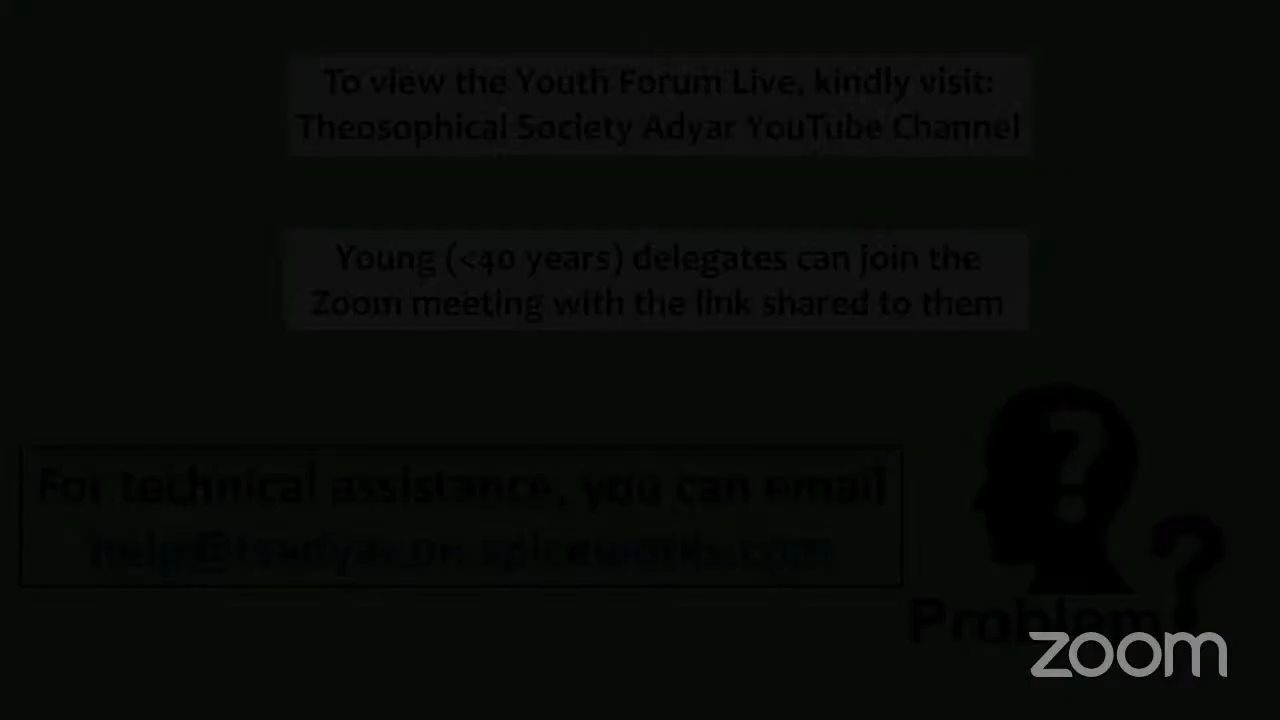 To view the Youth Forum Live, kindly visit:
Theosophical Society Adyar YouTube Channel
Young (<40 years) delegates can join the
Zoom meeting with the link shared to them
For technical assistance, you can email
Problem?
zoom